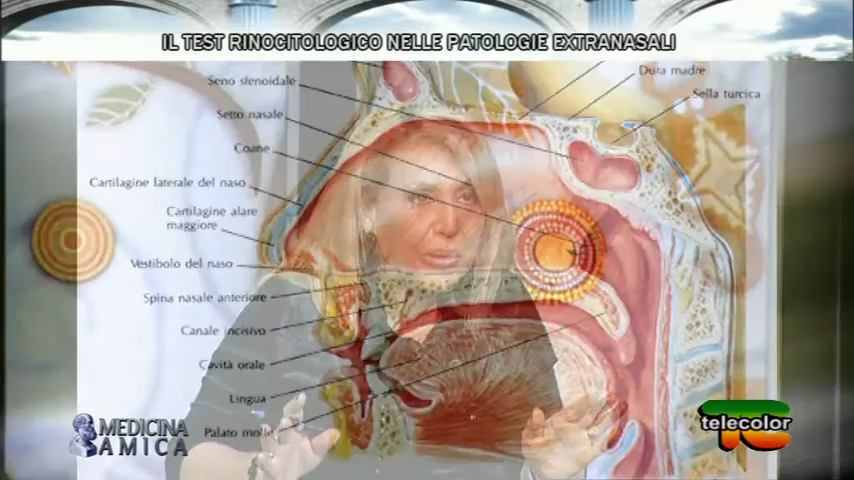 IL TEST RINOCITOLOGICO NELLE PATOLOGIE EXTRANASALI
Seno sfenoidale
Setto nasale
Coane
Cartilagine laterale del naso
Cartilagine alare
maggiore
Vestibolo del naso
Spina nasale anteriore
Canale incisivo
Cavità orale
Lingua
Palato molle
Dura madre
Sella turcica
MEDICINA
AMICA
telecolor